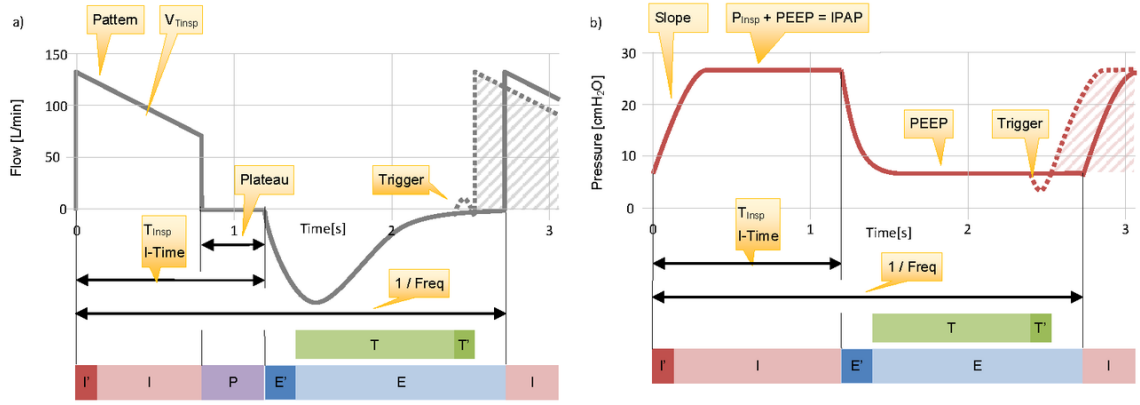 a)
Pattern
V_Tinsp
Flow [L/min]
150
100
50
0
Plateau
Trigger
0
1
Time[s]
2
3
T_Insp
I-Time
1 / Freq
T
T'
I'
I
P
E'
E
I
b)
Slope
P_Insp + PEEP = IPAP
Pressure [cmH₂O]
30
20
10
0
PEEP
Trigger
0
1
Time[s]
2
3
T_Insp
I-Time
1 / Freq
T
T'
I'
I
E'
E
I